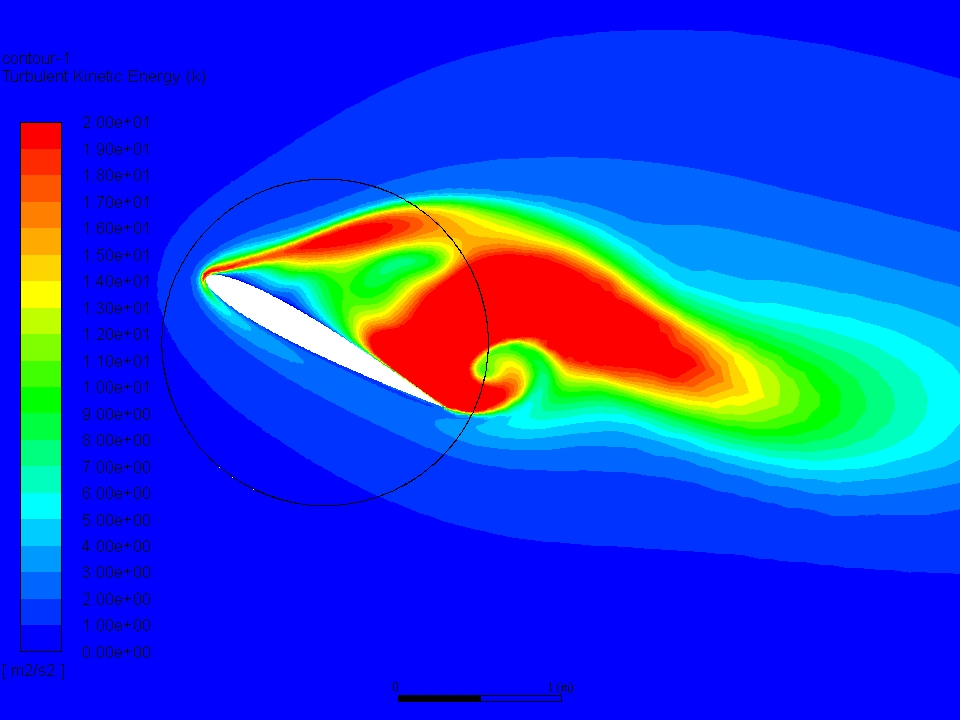 contour-1
Turbulent Kinetic Energy (k)
2.00e+01
1.90e+01
1.80e+01
1.70e+01
1.60e+01
1.50e+01
1.40e+01
1.30e+01
1.20e+01
1.10e+01
1.00e+01
9.00e+00
8.00e+00
7.00e+00
6.00e+00
5.00e+00
4.00e+00
3.00e+00
2.00e+00
1.00e+00
0.00e+00
[ m2/s2 ]
0 1 (m)